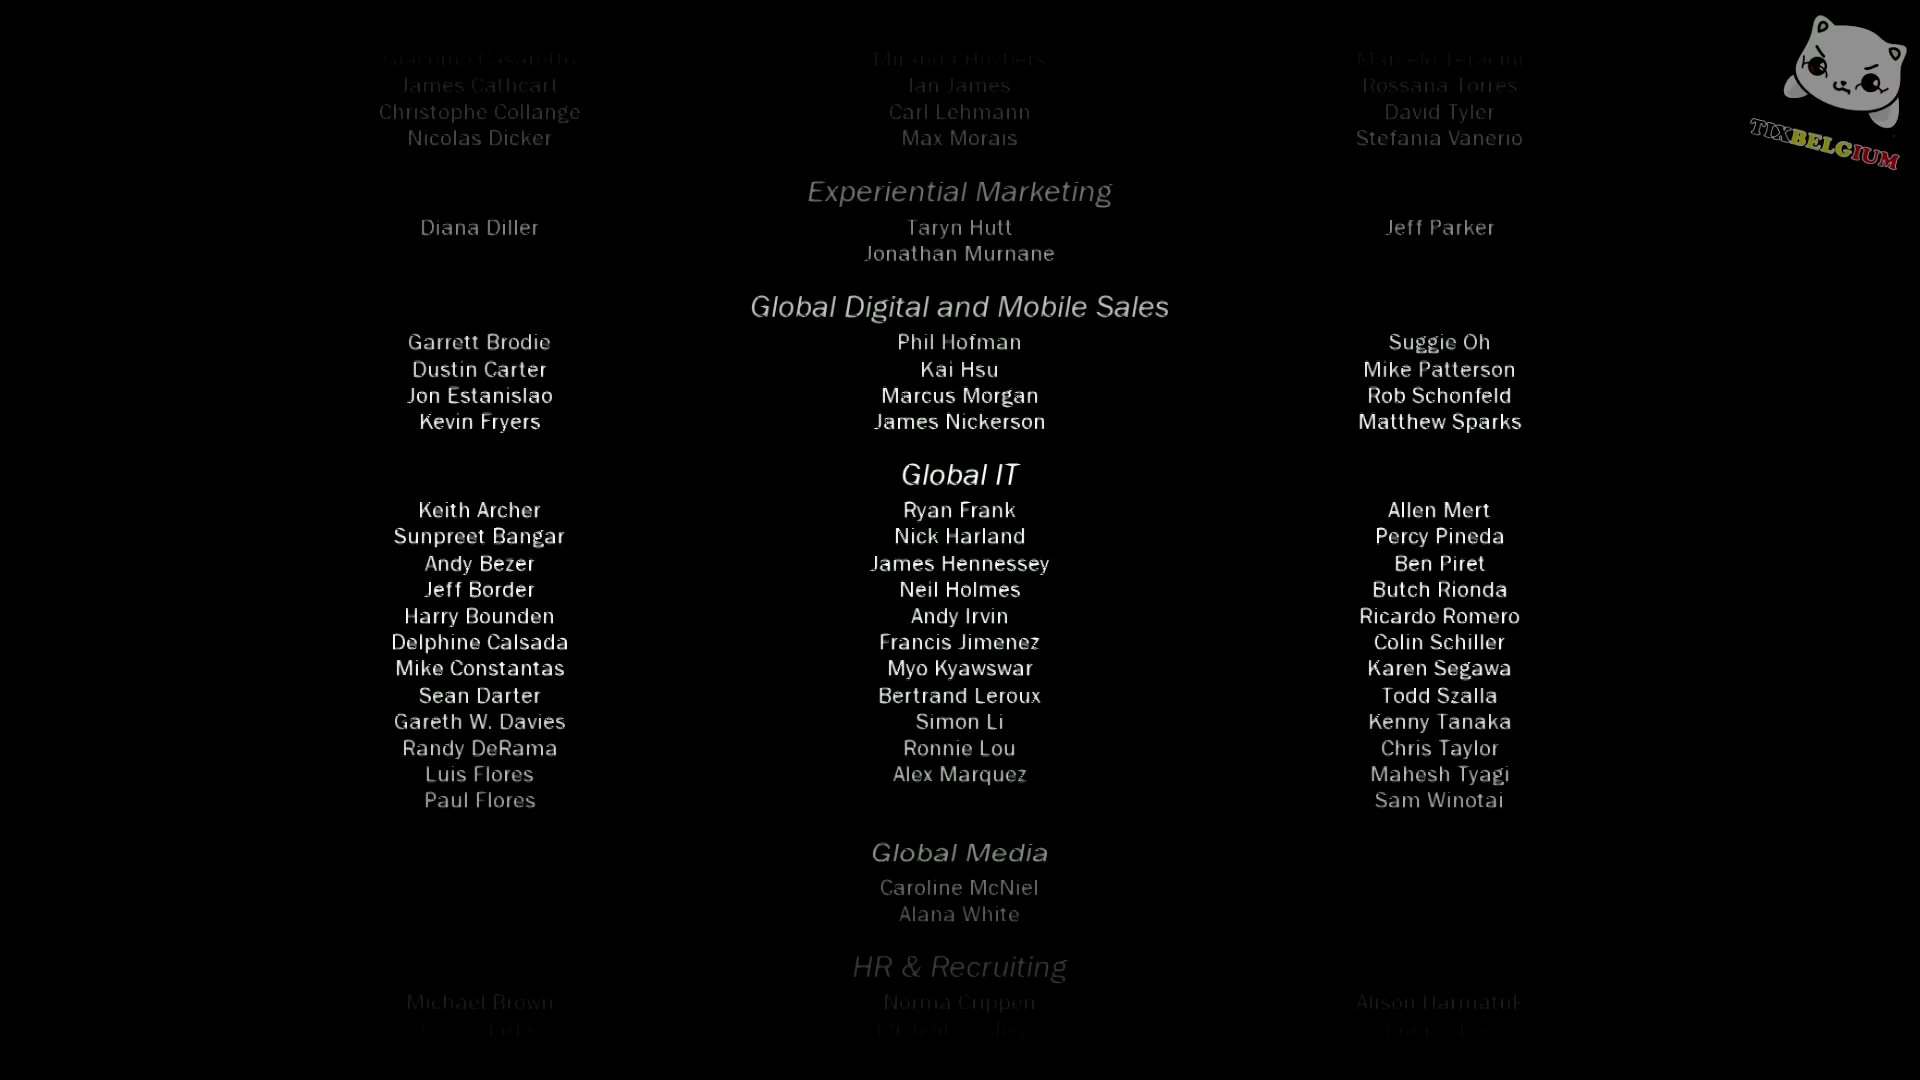 James Cathcart Ian James Rossana Torres
Christophe Collange Carl Lehmann David Tyler
Nicolas Dicker Max Morais Stefania Vanerio
TIXBELGIUM
Experiential Marketing
Diana Diller Taryn Hutt Jeff Parker
Jonathan Murnane
Global Digital and Mobile Sales
Garrett Brodie Phil Hofman Suggie Oh
Dustin Carter Kai Hsu Mike Patterson
Jon Estanislao Marcus Morgan Rob Schonfeld
Kevin Fryers James Nickerson Matthew Sparks
Global IT
Keith Archer Ryan Frank Allen Mert
Sunpreet Bangar Nick Harland Percy Pineda
Andy Bezer James Hennessey Ben Piret
Jeff Border Neil Holmes Butch Rionda
Harry Bounden Andy Irvin Ricardo Romero
Delphine Calsada Francis Jimenez Colin Schiller
Mike Constantas Myo Kyawswar Karen Segawa
Sean Darter Bertrand Leroux Todd Szalla
Gareth W. Davies Simon Li Kenny Tanaka
Randy DeRama Ronnie Lou Chris Taylor
Luis Flores Alex Marquez Mahesh Tyagi
Paul Flores Sam Winotai
Global Media
Caroline McNiel
Alana White
HR & Recruiting
Michael Brown Norma Crippen Alison Harmatuk